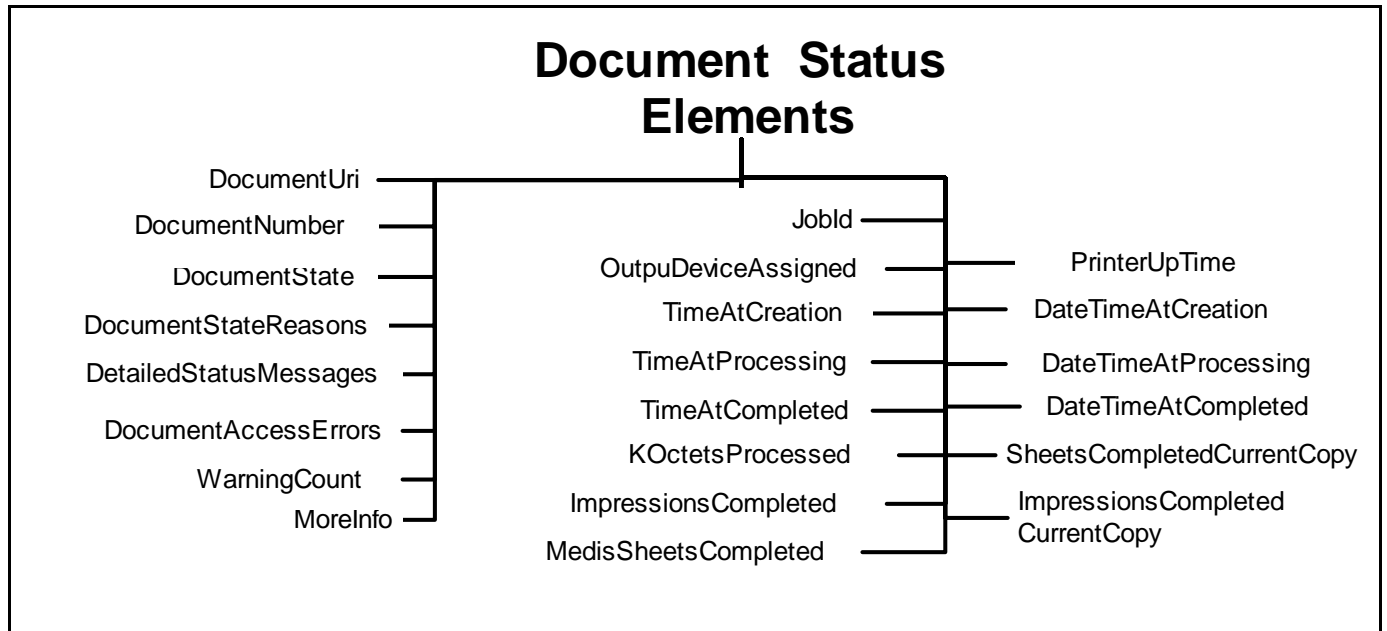 Document Status
Elements
DocumentUri
DocumentNumber
DocumentState
DocumentStateReasons
DetailedStatusMessages
DocumentAccessErrors
WarningCount
MoreInfo
JobId
OutpuDeviceAssigned
TimeAtCreation
TimeAtProcessing
TimeAtCompleted
KOctetsProcessed
ImpressionsCompleted
MedisSheetsCompleted
PrinterUpTime
DateTimeAtCreation
DateTimeAtProcessing
DateTimeAtCompleted
SheetsCompletedCurrentCopy
ImpressionsCompleted
CurrentCopy